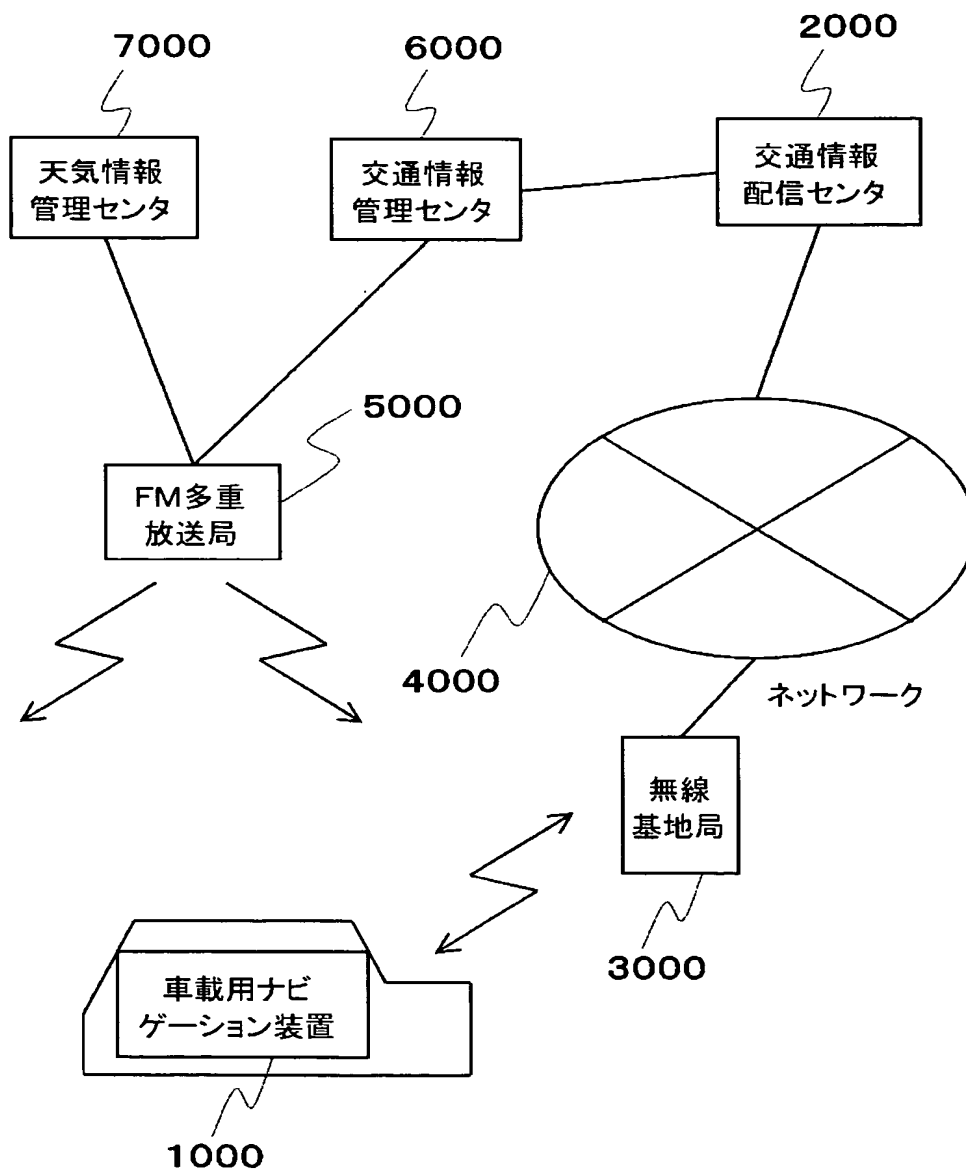 7000
6000
2000
天気情報
管理センタ
交通情報
管理センタ
交通情報
配信センタ
5000
FM多重
放送局
4000
ネットワーク
無線
基地局
3000
車載用ナビ
ゲーション装置
1000